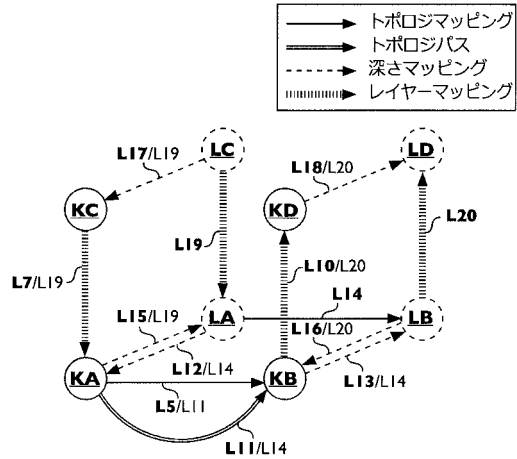 トポロジマッピング
トポロジパス
深さマッピング
レイヤーマッピング
LC
LD
L17/L19
L18/L20
KC
KD
L20
L19
L10/L20
L7/L19
L14
L15/L19
LA
LB
L16/L20
L12/L14
L13/L14
KA
KB
L5/L11
L11/L14